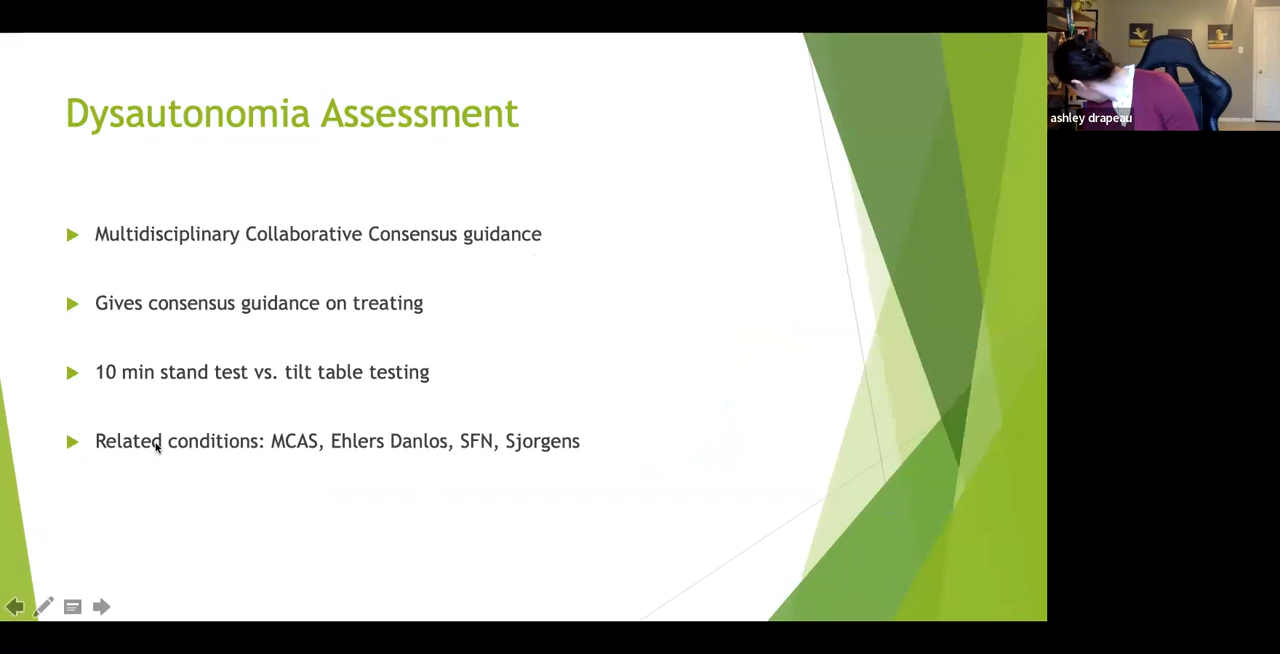 Dysautonomia Assessment
Multidisciplinary Collaborative Consensus guidance
Gives consensus guidance on treating
10 min stand test vs. tilt table testing
Related conditions: MCAS, Ehlers Danlos, SFN, Sjorgens
ashley drapeau